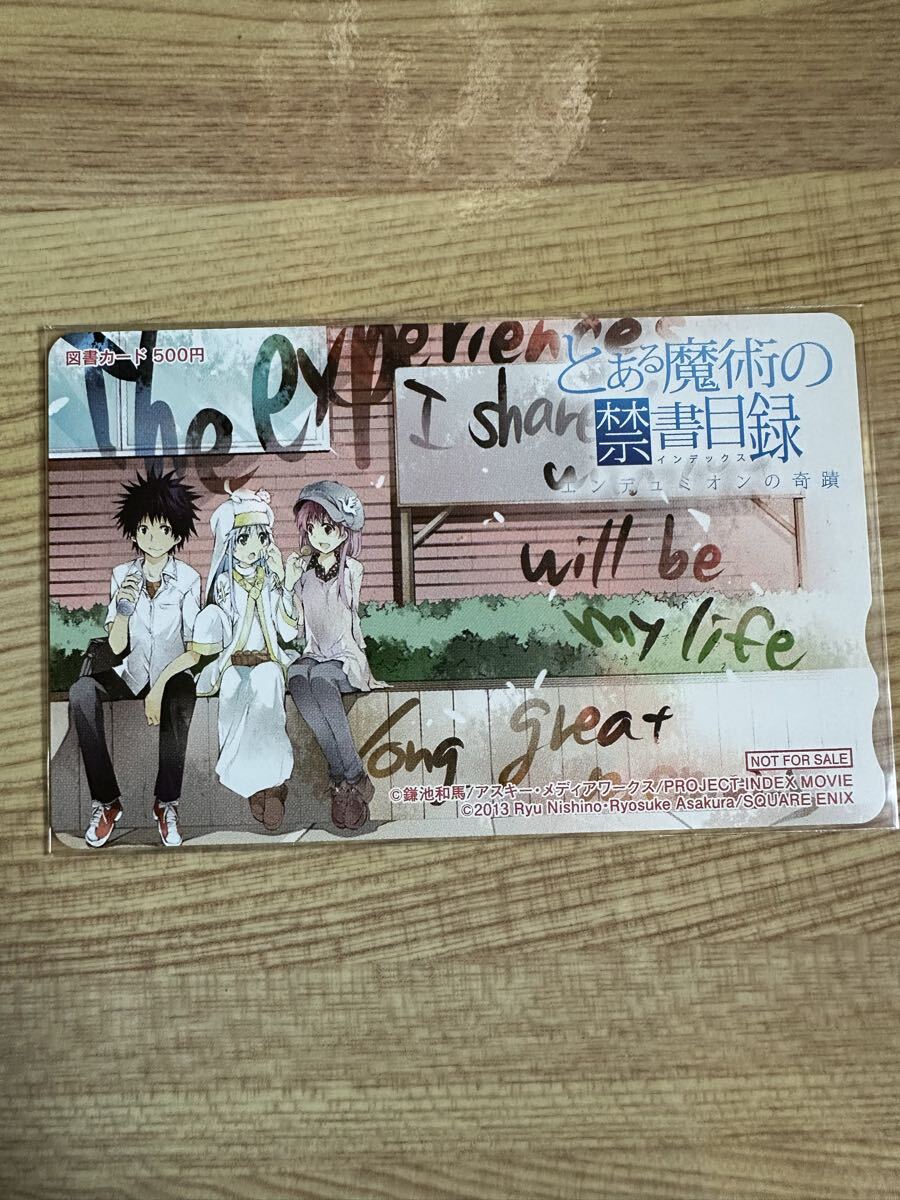 図書カード 500円
The experiences
I share
will be
my life
long great
とある魔術の
禁書目録
インデックス
エンデュミオンの奇蹟
NOT FOR SALE
©鎌池和馬/アスキー・メディアワークス/PROJECT-INDEX MOVIE
©2013 Ryu Nishino・Ryosuke Asakura/SQUARE ENIX